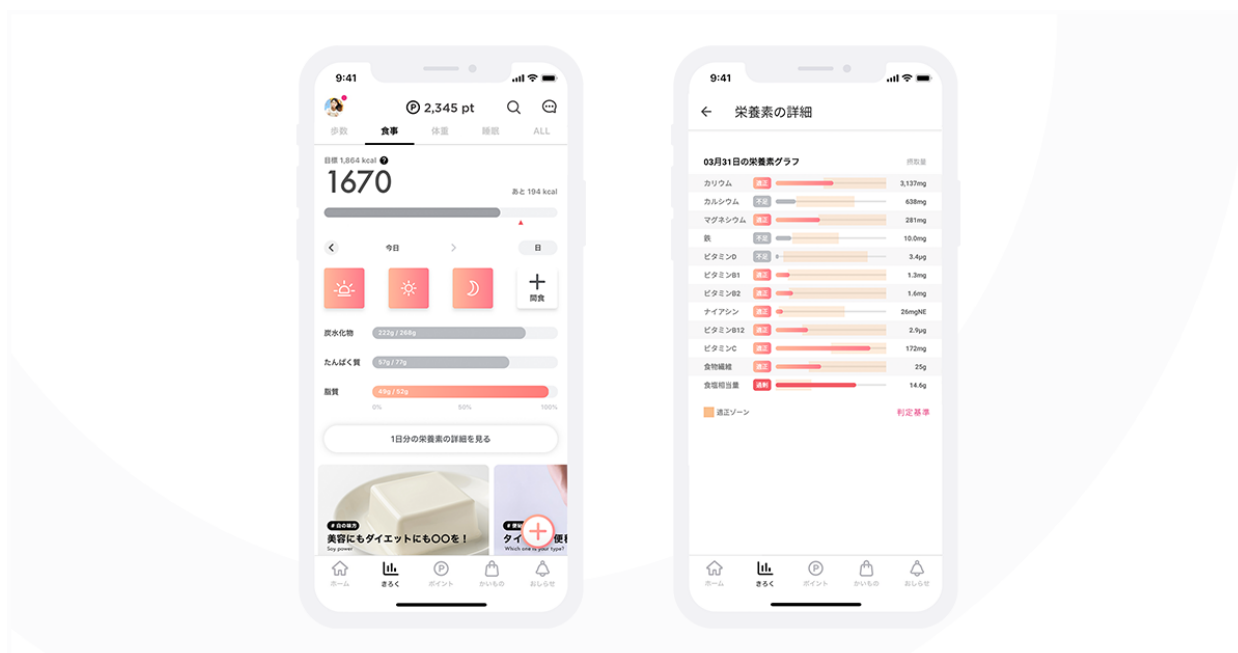 9:41
P 2,345 pt
歩数 食事 体重 睡眠 ALL
目標 1,864 kcal ?
1670
あと 194 kcal
今日 日
間食
炭水化物 222g / 268g
たんぱく質 57g / 77g
脂質 49g / 52g
0% 50% 100%
1日分の栄養素の詳細を見る
# 白の味方
美容にもダイエットにも〇〇を！
Soy power
# 便秘
タイ 便秘
Which one is your type?
ホーム きろく ポイント かいもの おしらせ
9:41
栄養素の詳細
03月31日の栄養素グラフ 摂取量
カリウム 適正 3,137mg
カルシウム 不足 638mg
マグネシウム 適正 281mg
鉄 不足 10.0mg
ビタミンD 不足 3.4μg
ビタミンB1 適正 1.3mg
ビタミンB2 適正 1.6mg
ナイアシン 適正 26mgNE
ビタミンB12 適正 2.9μg
ビタミンC 適正 172mg
食物繊維 適正 25g
食塩相当量 過剰 14.6g
適正ゾーン 判定基準
ホーム きろく ポイント かいもの おしらせ